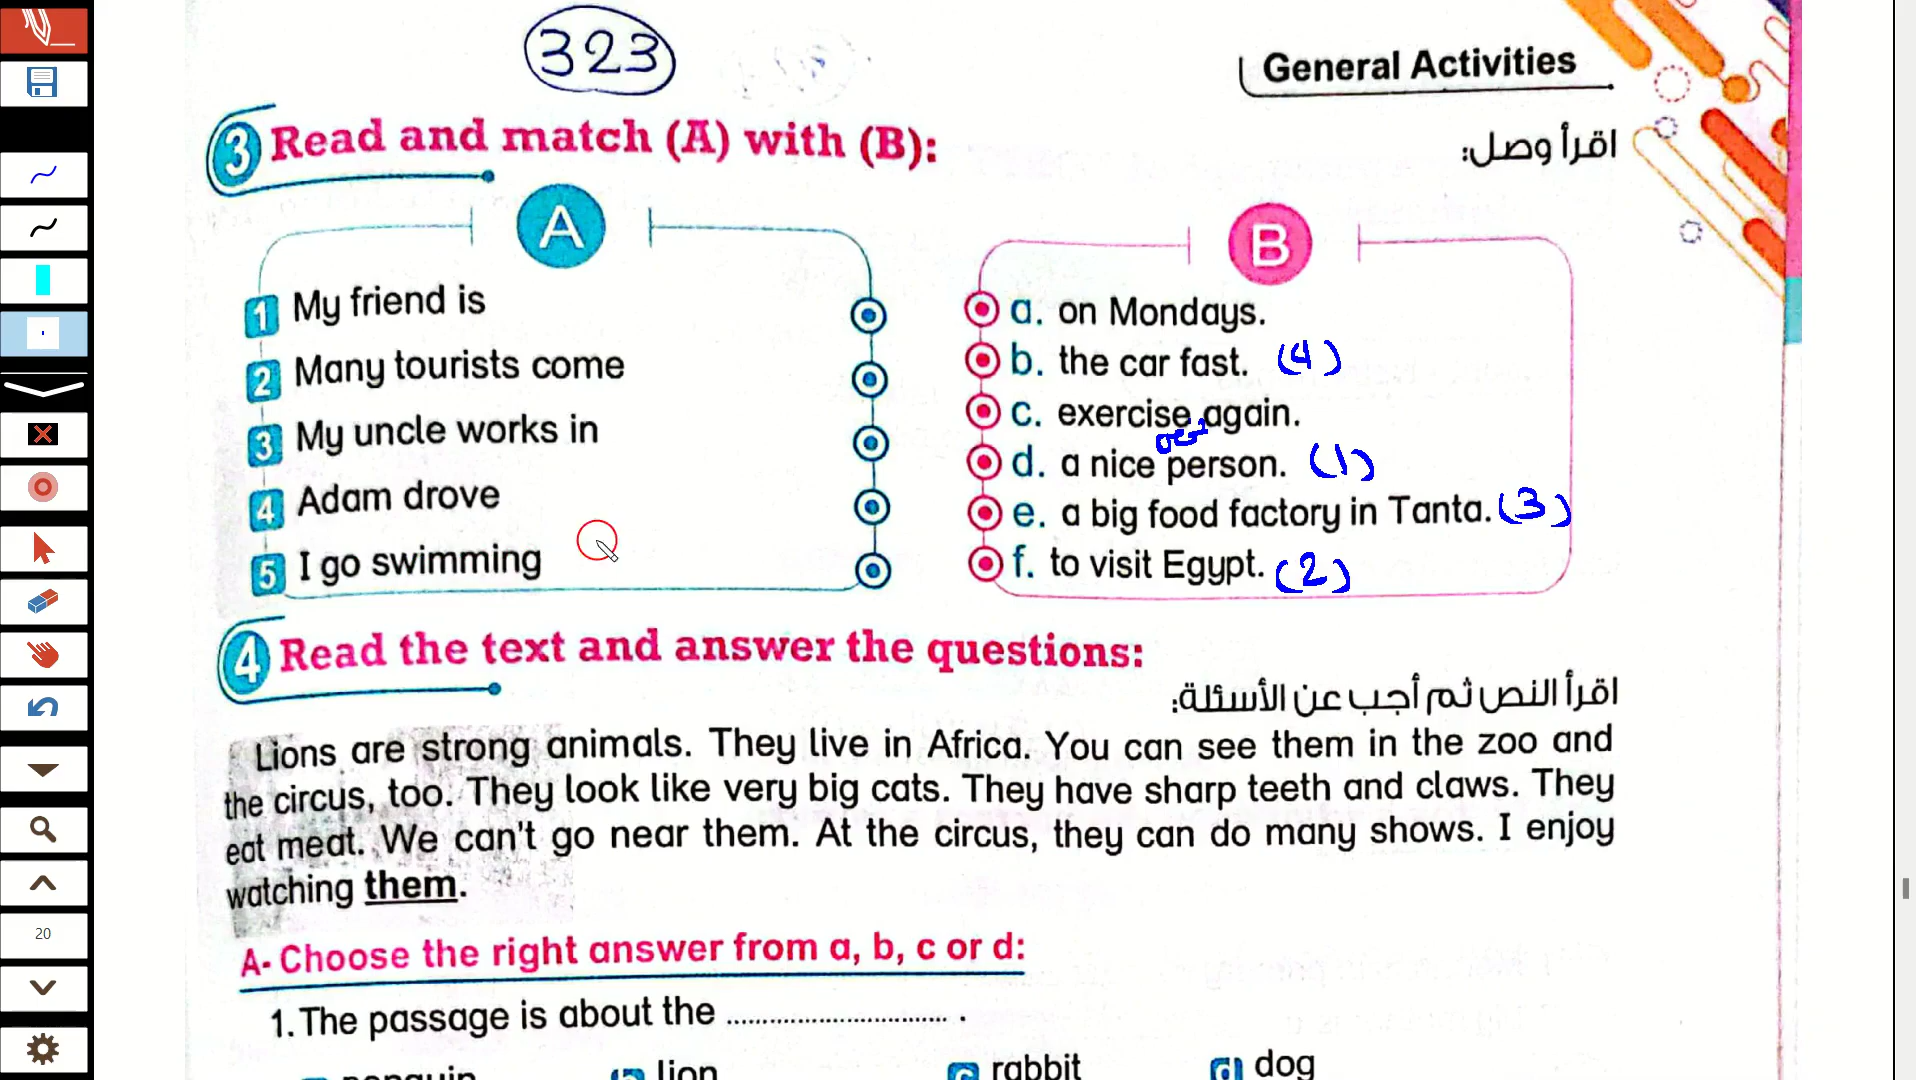 323
General Activities
3 Read and match (A) with (B):
اقرأ وصل:
A
1 My friend is
2 Many tourists come
3 My uncle works in
4 Adam drove
5 I go swimming
B
a. on Mondays.
b. the car fast. (4)
c. exercise again.
d. a nice person. (1)
e. a big food factory in Tanta. (3)
f. to visit Egypt. (2)
4 Read the text and answer the questions:
اقرأ النص ثم أجب عن الأسئلة:
Lions are strong animals. They live in Africa. You can see them in the zoo and
the circus, too. They look like very big cats. They have sharp teeth and claws. They
eat meat. We can't go near them. At the circus, they can do many shows. I enjoy
watching them.
A- Choose the right answer from a, b, c or d:
1. The passage is about the ................................ .
penguin b lion c rabbit d dog
20